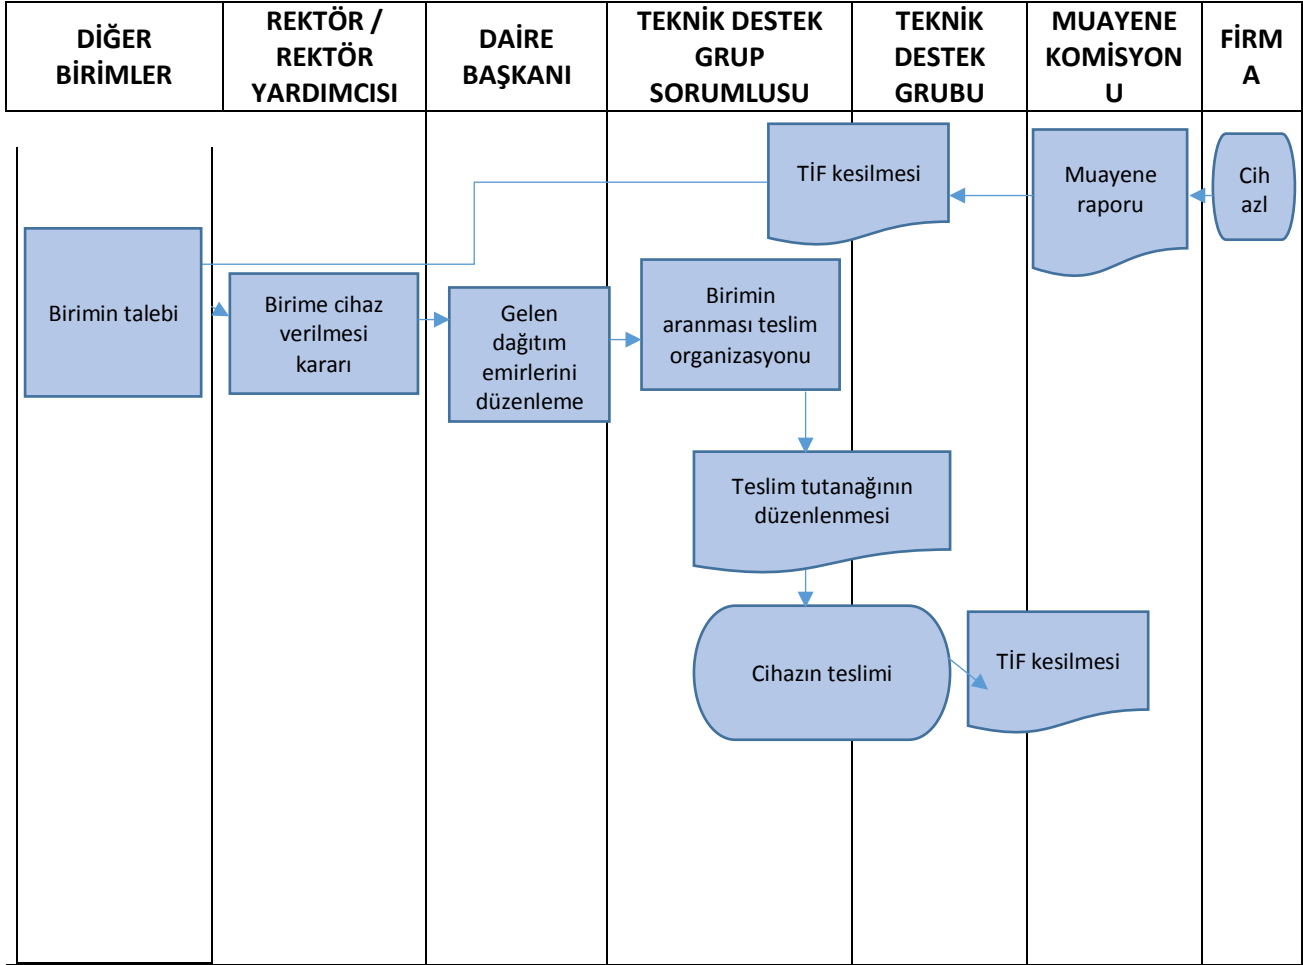 DİĞER
BİRİMLER
REKTÖR /
REKTÖR
YARDIMCISI
DAİRE
BAŞKANI
TEKNİK DESTEK
GRUP
SORUMLUSU
TEKNİK
DESTEK
GRUBU
MUAYENE
KOMİSYON
U
FİRM
A
TİF kesilmesi
Muayene
raporu
Cih
azl
Birimin talebi
Birime cihaz
verilmesi
kararı
Gelen
dağıtım
emirlerini
düzenleme
Birimin
aranması teslim
organizasyonu
Teslim tutanağının
düzenlenmesi
Cihazın teslimi
TİF kesilmesi